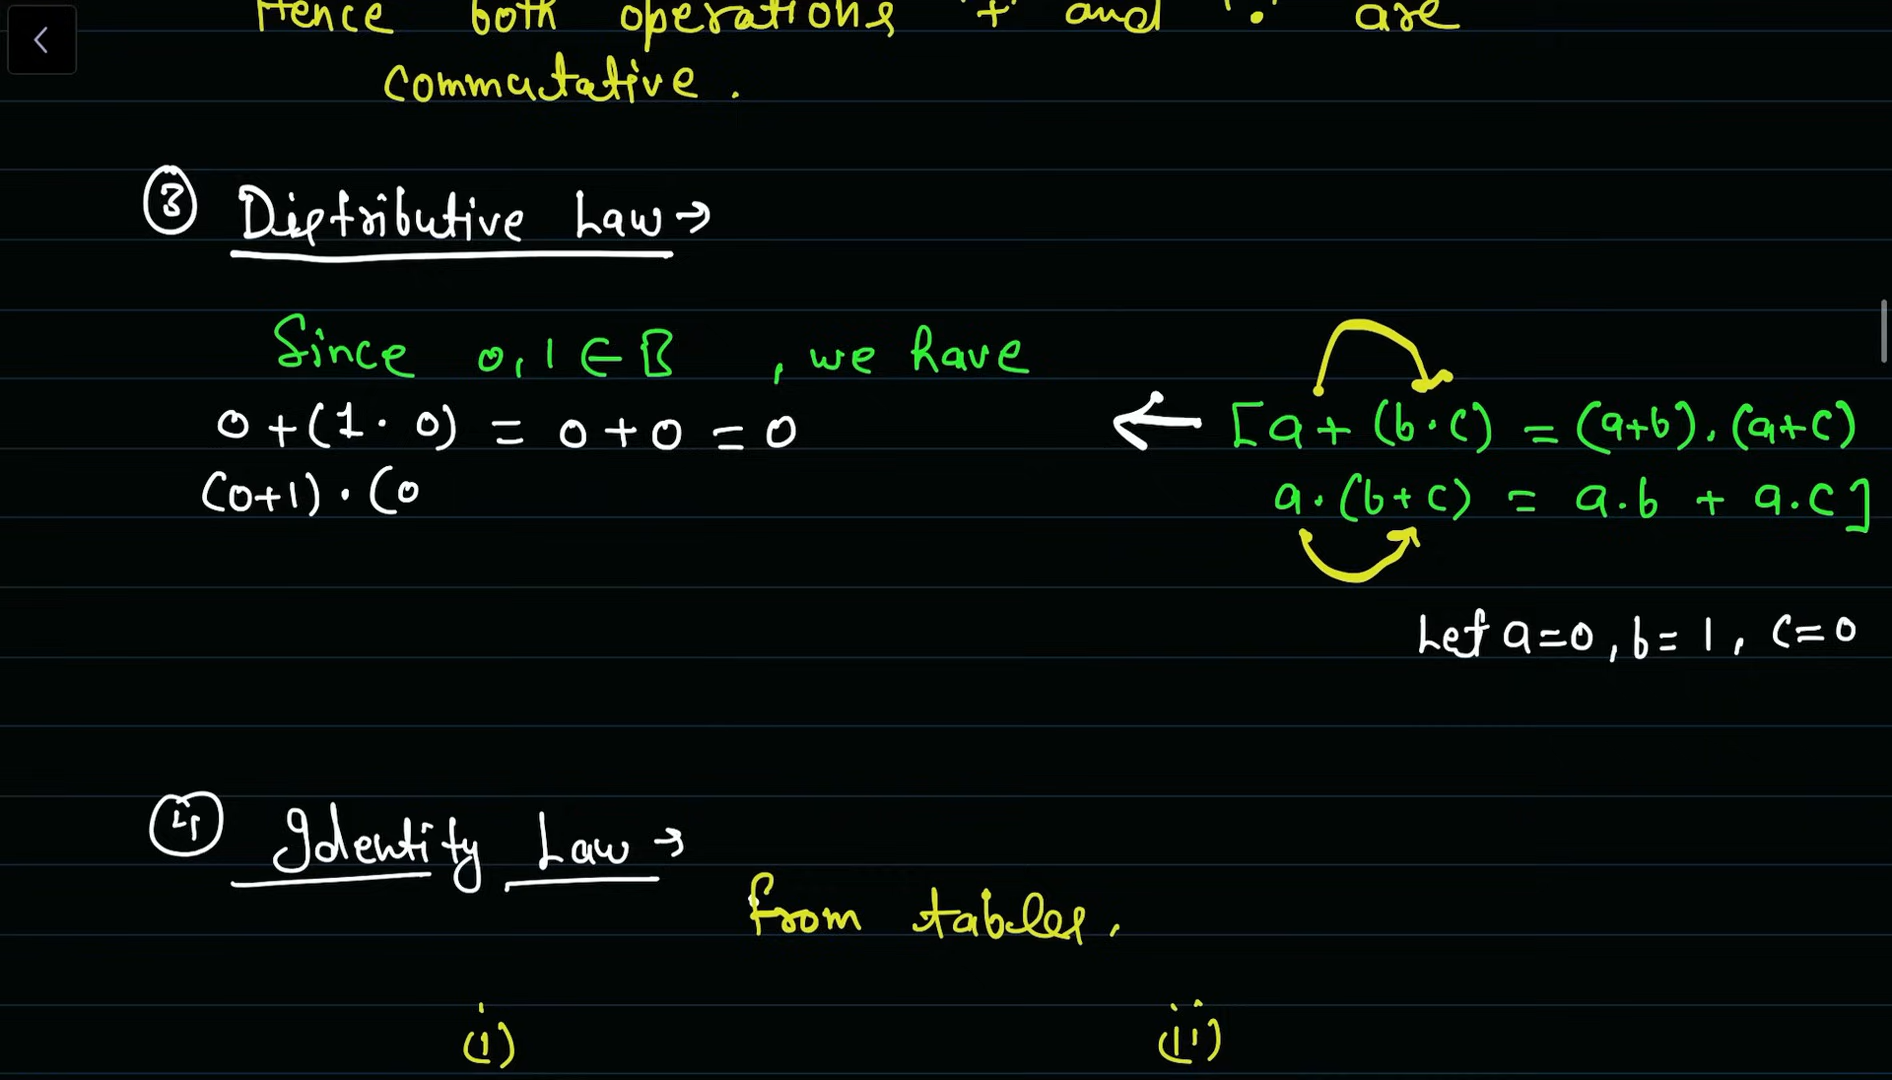 Hence both operations '+' and '.' are
commutative.
③ Distributive Law →
Since 0, 1 ∈ B , we have
0 + (1 · 0) = 0 + 0 = 0
← [a + (b · c) = (a+b) . (a+c)
(0+1) · (0
a . (b + c) = a.b + a.c]
Let a=0, b=1, c=0
④ Identity Law →
from tables.
(i) (ii)